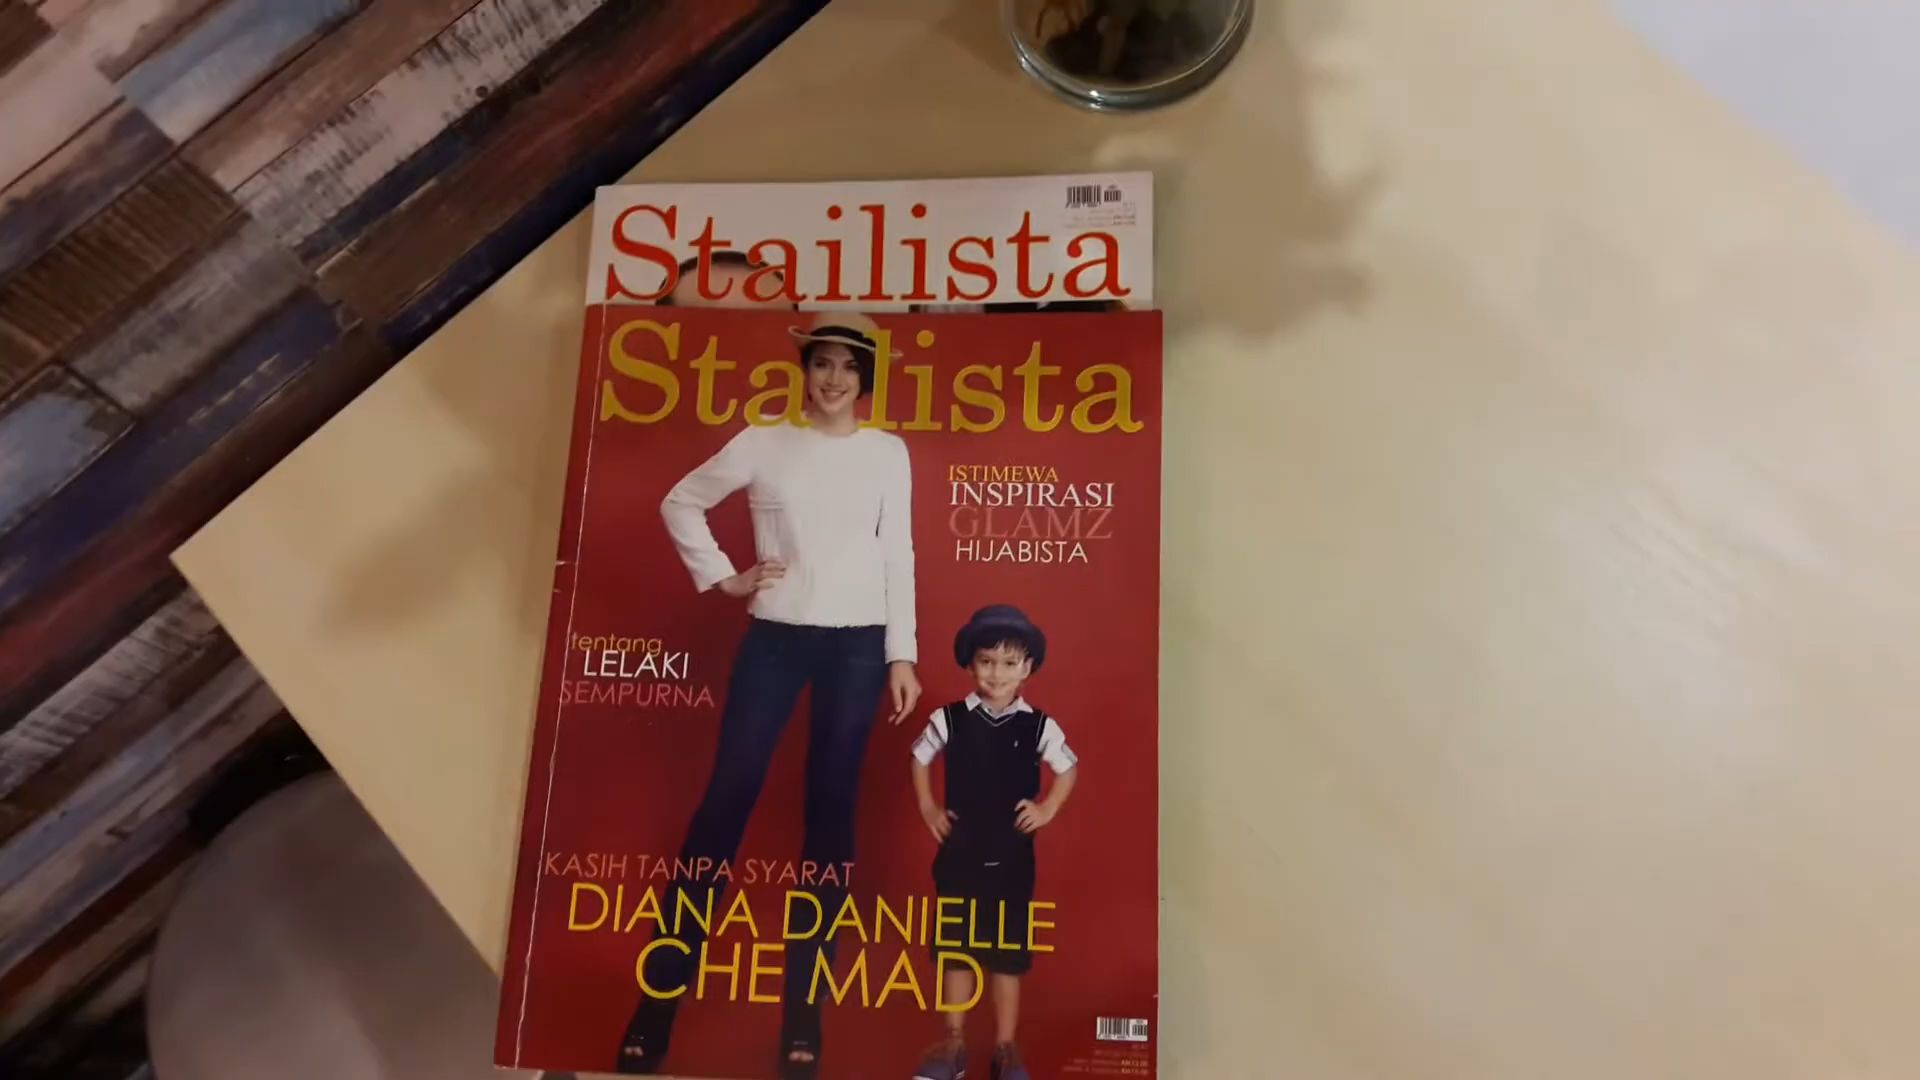 Stailista
Stailista
ISTIMEWA
INSPIRASI
GLAMZ
HIJABISTA
tentang
LELAKI
SEMPURNA
KASIH TANPA SYARAT
DIANA DANIELLE
CHE MAD